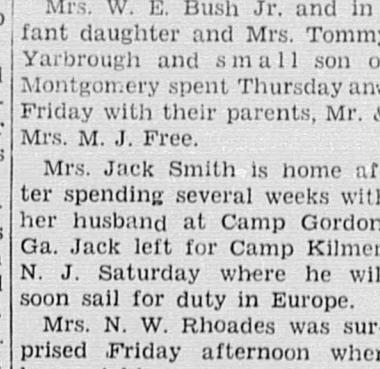 Mrs. W. E. Bush Jr. and in
fant daughter and Mrs. Tommy
Yarbrough and small son o
Montgomery spent Thursday an
Friday with their parents, Mr. &
Mrs. M. J. Free.
Mrs. Jack Smith is home af
ter spending several weeks with
her husband at Camp Gordon
Ga. Jack left for Camp Kilmer
N. J. Saturday where he wil
soon sail for duty in Europe.
Mrs. N. W. Rhoades was sur-
prised Friday afternoon when